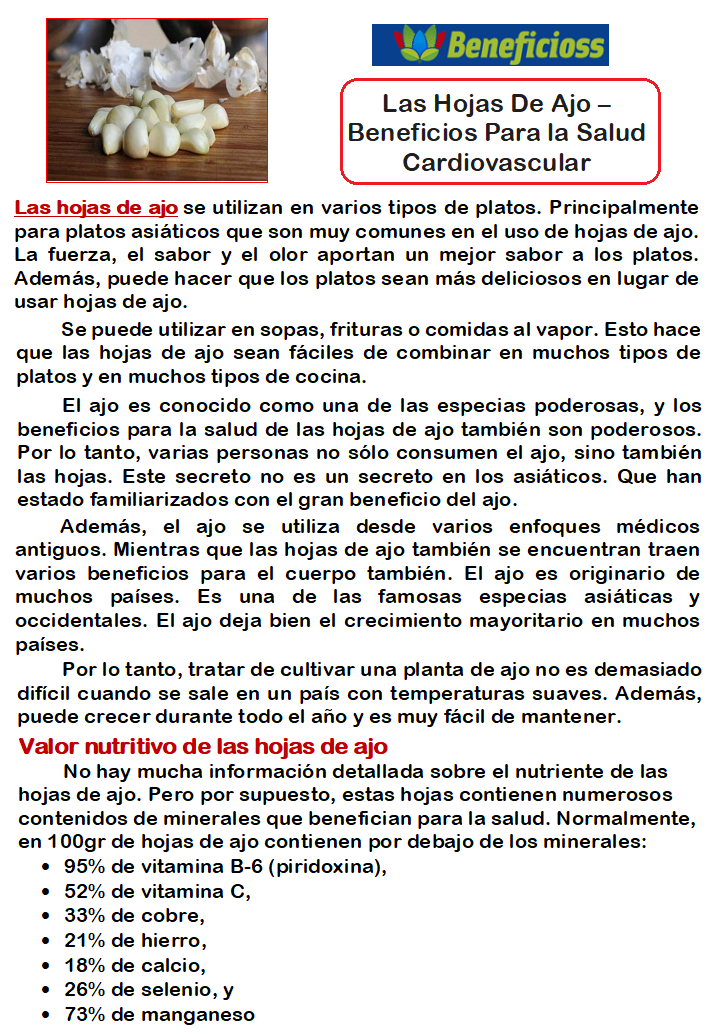 Beneficioss
Las Hojas De Ajo –
Beneficios Para la Salud
Cardiovascular
Las hojas de ajo se utilizan en varios tipos de platos. Principalmente
para platos asiáticos que son muy comunes en el uso de hojas de ajo.
La fuerza, el sabor y el olor aportan un mejor sabor a los platos.
Además, puede hacer que los platos sean más deliciosos en lugar de
usar hojas de ajo.
Se puede utilizar en sopas, frituras o comidas al vapor. Esto hace
que las hojas de ajo sean fáciles de combinar en muchos tipos de
platos y en muchos tipos de cocina.
El ajo es conocido como una de las especias poderosas, y los
beneficios para la salud de las hojas de ajo también son poderosos.
Por lo tanto, varias personas no sólo consumen el ajo, sino también
las hojas. Este secreto no es un secreto en los asiáticos. Que han
estado familiarizados con el gran beneficio del ajo.
Además, el ajo se utiliza desde varios enfoques médicos
antiguos. Mientras que las hojas de ajo también se encuentran traen
varios beneficios para el cuerpo también. El ajo es originario de
muchos países. Es una de las famosas especias asiáticas y
occidentales. El ajo deja bien el crecimiento mayoritario en muchos
países.
Por lo tanto, tratar de cultivar una planta de ajo no es demasiado
difícil cuando se sale en un país con temperaturas suaves. Además,
puede crecer durante todo el año y es muy fácil de mantener.
Valor nutritivo de las hojas de ajo
No hay mucha información detallada sobre el nutriente de las
hojas de ajo. Pero por supuesto, estas hojas contienen numerosos
contenidos de minerales que benefician para la salud. Normalmente,
en 100gr de hojas de ajo contienen por debajo de los minerales:
• 95% de vitamina B-6 (piridoxina),
• 52% de vitamina C,
• 33% de cobre,
• 21% de hierro,
• 18% de calcio,
• 26% de selenio, y
• 73% de manganeso